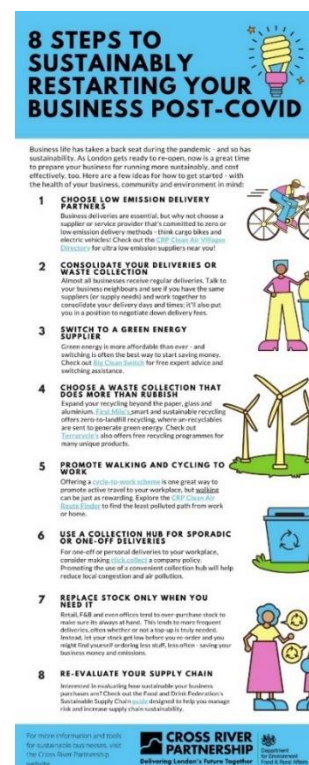 8 STEPS TO
SUSTAINABLY
RESTARTING YOUR
BUSINESS POST-COVID
Business life has taken a back seat during the pandemic - and so has
sustainability. As London gets ready to re-open, now is a great time
to prepare your business for running more sustainably, and cost
effectively, too. Here are a few ideas for how to get started - with
the health of your business, community and environment in mind:
1 CHOOSE LOW EMISSION DELIVERY
PARTNERS
Business deliveries are essential, but why not choose a
supplier or service provider that's committed to zero or
low emission delivery methods - think cargo bikes and
electric vehicles! Check out the CRP Clean Air Villages
Directory for ultra low emission suppliers near you!
2 CONSOLIDATE YOUR DELIVERIES OR
WASTE COLLECTION
Almost all businesses receive regular deliveries. Talk to
your business neighbours and see if you have the same
suppliers (or supply needs) and work together to
consolidate your delivery days and times; it'll also put
you in a position to negotiate down delivery fees.
3 SWITCH TO A GREEN ENERGY
SUPPLIER
Green energy is more affordable than ever - and
switching is often the best way to start saving money.
Check out Big Clean Switch for free expert advice and
switching assistance.
4 CHOOSE A WASTE COLLECTION THAT
DOES MORE THAN RUBBISH
Expand your recycling beyond the paper, glass and
aluminium. First Mile's smart and sustainable recycling
offers zero-to-landfill recycling, where un-recyclables
are sent to generate green energy. Check out
Terracycle's also offers free recycling programmes for
many unique products.
5 PROMOTE WALKING AND CYCLING TO
WORK
Offering a cycle-to-work scheme is one great way to
promote active travel to your workplace, but walking
can be just as rewarding. Explore the CRP Clean Air
Route Finder to find the least polluted path from work
or home.
6 USE A COLLECTION HUB FOR SPORADIC
OR ONE-OFF DELIVERIES
For one-off or personal deliveries to your workplace,
consider making click collect a company policy.
Promoting the use of a convenient collection hub will help
reduce local congestion and air pollution.
7 REPLACE STOCK ONLY WHEN YOU
NEED IT
Retail, F&B and even offices tend to over-purchase stock to
make sure its always at hand. This leads to more frequent
deliveries, often whether or not a top-up is truly needed.
Instead, let your stock get low before you re-order and you
might find yourself ordering less stuff, less often - saving your
business money and emissions.
8 RE-EVALUATE YOUR SUPPLY CHAIN
Interested in evaluating how sustainable your business
purchases are? Check out the Food and Drink Federation's
Sustainable Supply Chain guide designed to help you manage
risk and increase supply chain sustainability.
For more information and tools
for sustainable businesses, visit
the Cross River Partnership
website
CROSS RIVER
PARTNERSHIP
Delivering London's Future Together
Department
for Environment
Food & Rural Affairs